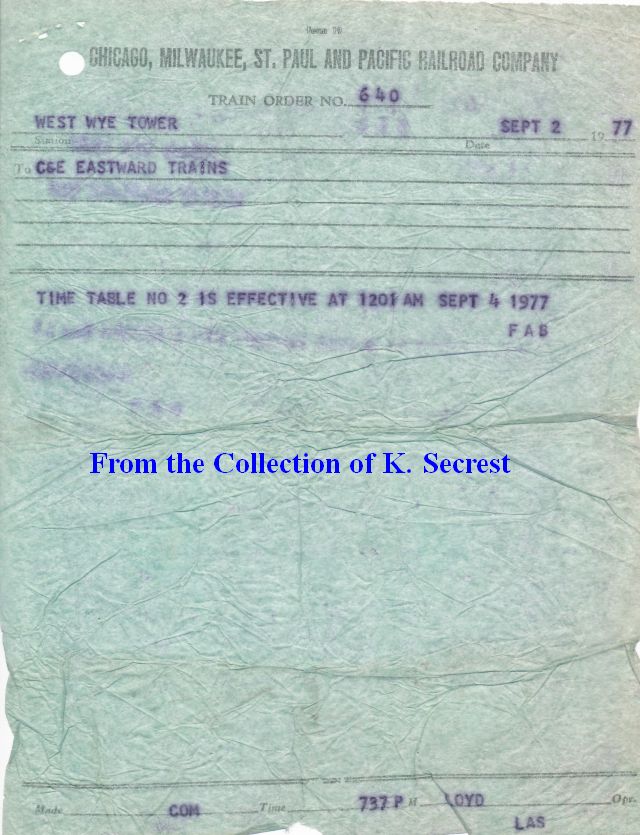 Form 19
CHICAGO, MILWAUKEE, ST. PAUL AND PACIFIC RAILROAD COMPANY
TRAIN ORDER NO. 640
WEST WYE TOWER SEPT 2 1977
Station Date
To C&E EASTWARD TRAINS
TIME TABLE NO 2 IS EFFECTIVE AT 1201 AM SEPT 4 1977
FAB
From the Collection of K. Secrest
Made COM Time 737 P M LOYD Opr.
LAS